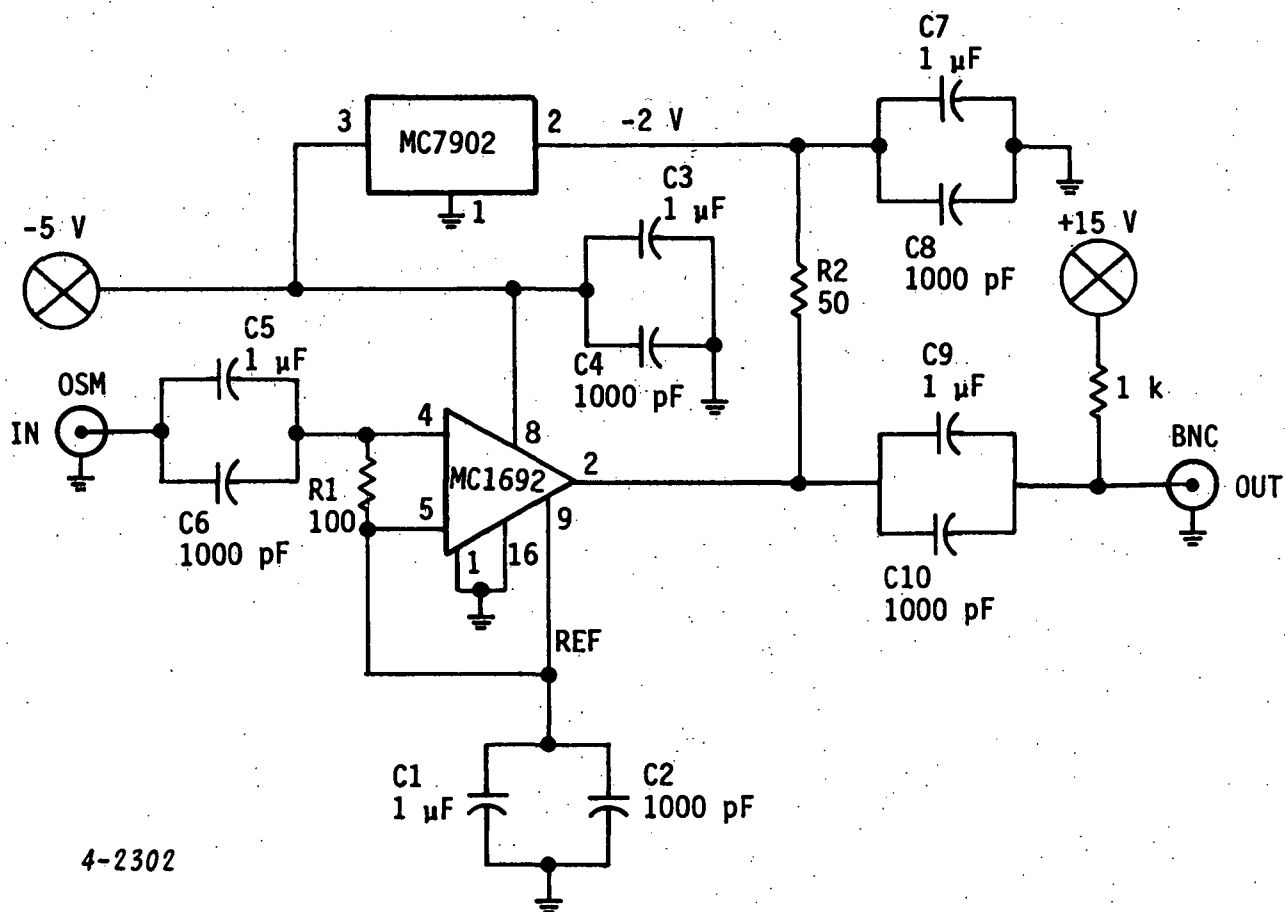 C7
1 µF
3
MC7902
2
-2 V
1
C3
1 µF
-5 V
+15 V
C8
1000 pF
R2
50
C5
1 µF
C4
1000 pF
C9
1 µF
1 k
OSM
IN
4
8
MC1692
2
BNC
OUT
R1
100
5
9
C6
1000 pF
1
16
C10
1000 pF
REF
C1
1 µF
C2
1000 pF
4-2302